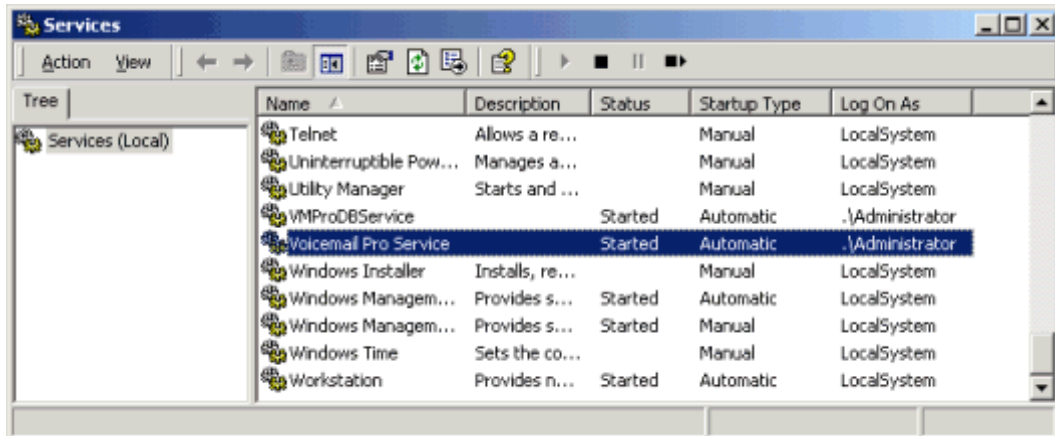 Services
Action View
Tree
Name Description Status Startup Type Log On As
Services (Local)
Telnet Allows a re... Manual LocalSystem
Uninterruptible Pow... Manages a... Manual LocalSystem
Utility Manager Starts and ... Manual LocalSystem
VMProDBService Started Automatic .\Administrator
Voicemail Pro Service Started Automatic .\Administrator
Windows Installer Installs, re... Manual LocalSystem
Windows Managem... Provides s... Started Automatic LocalSystem
Windows Managem... Provides s... Started Manual LocalSystem
Windows Time Sets the co... Manual LocalSystem
Workstation Provides n... Started Automatic LocalSystem